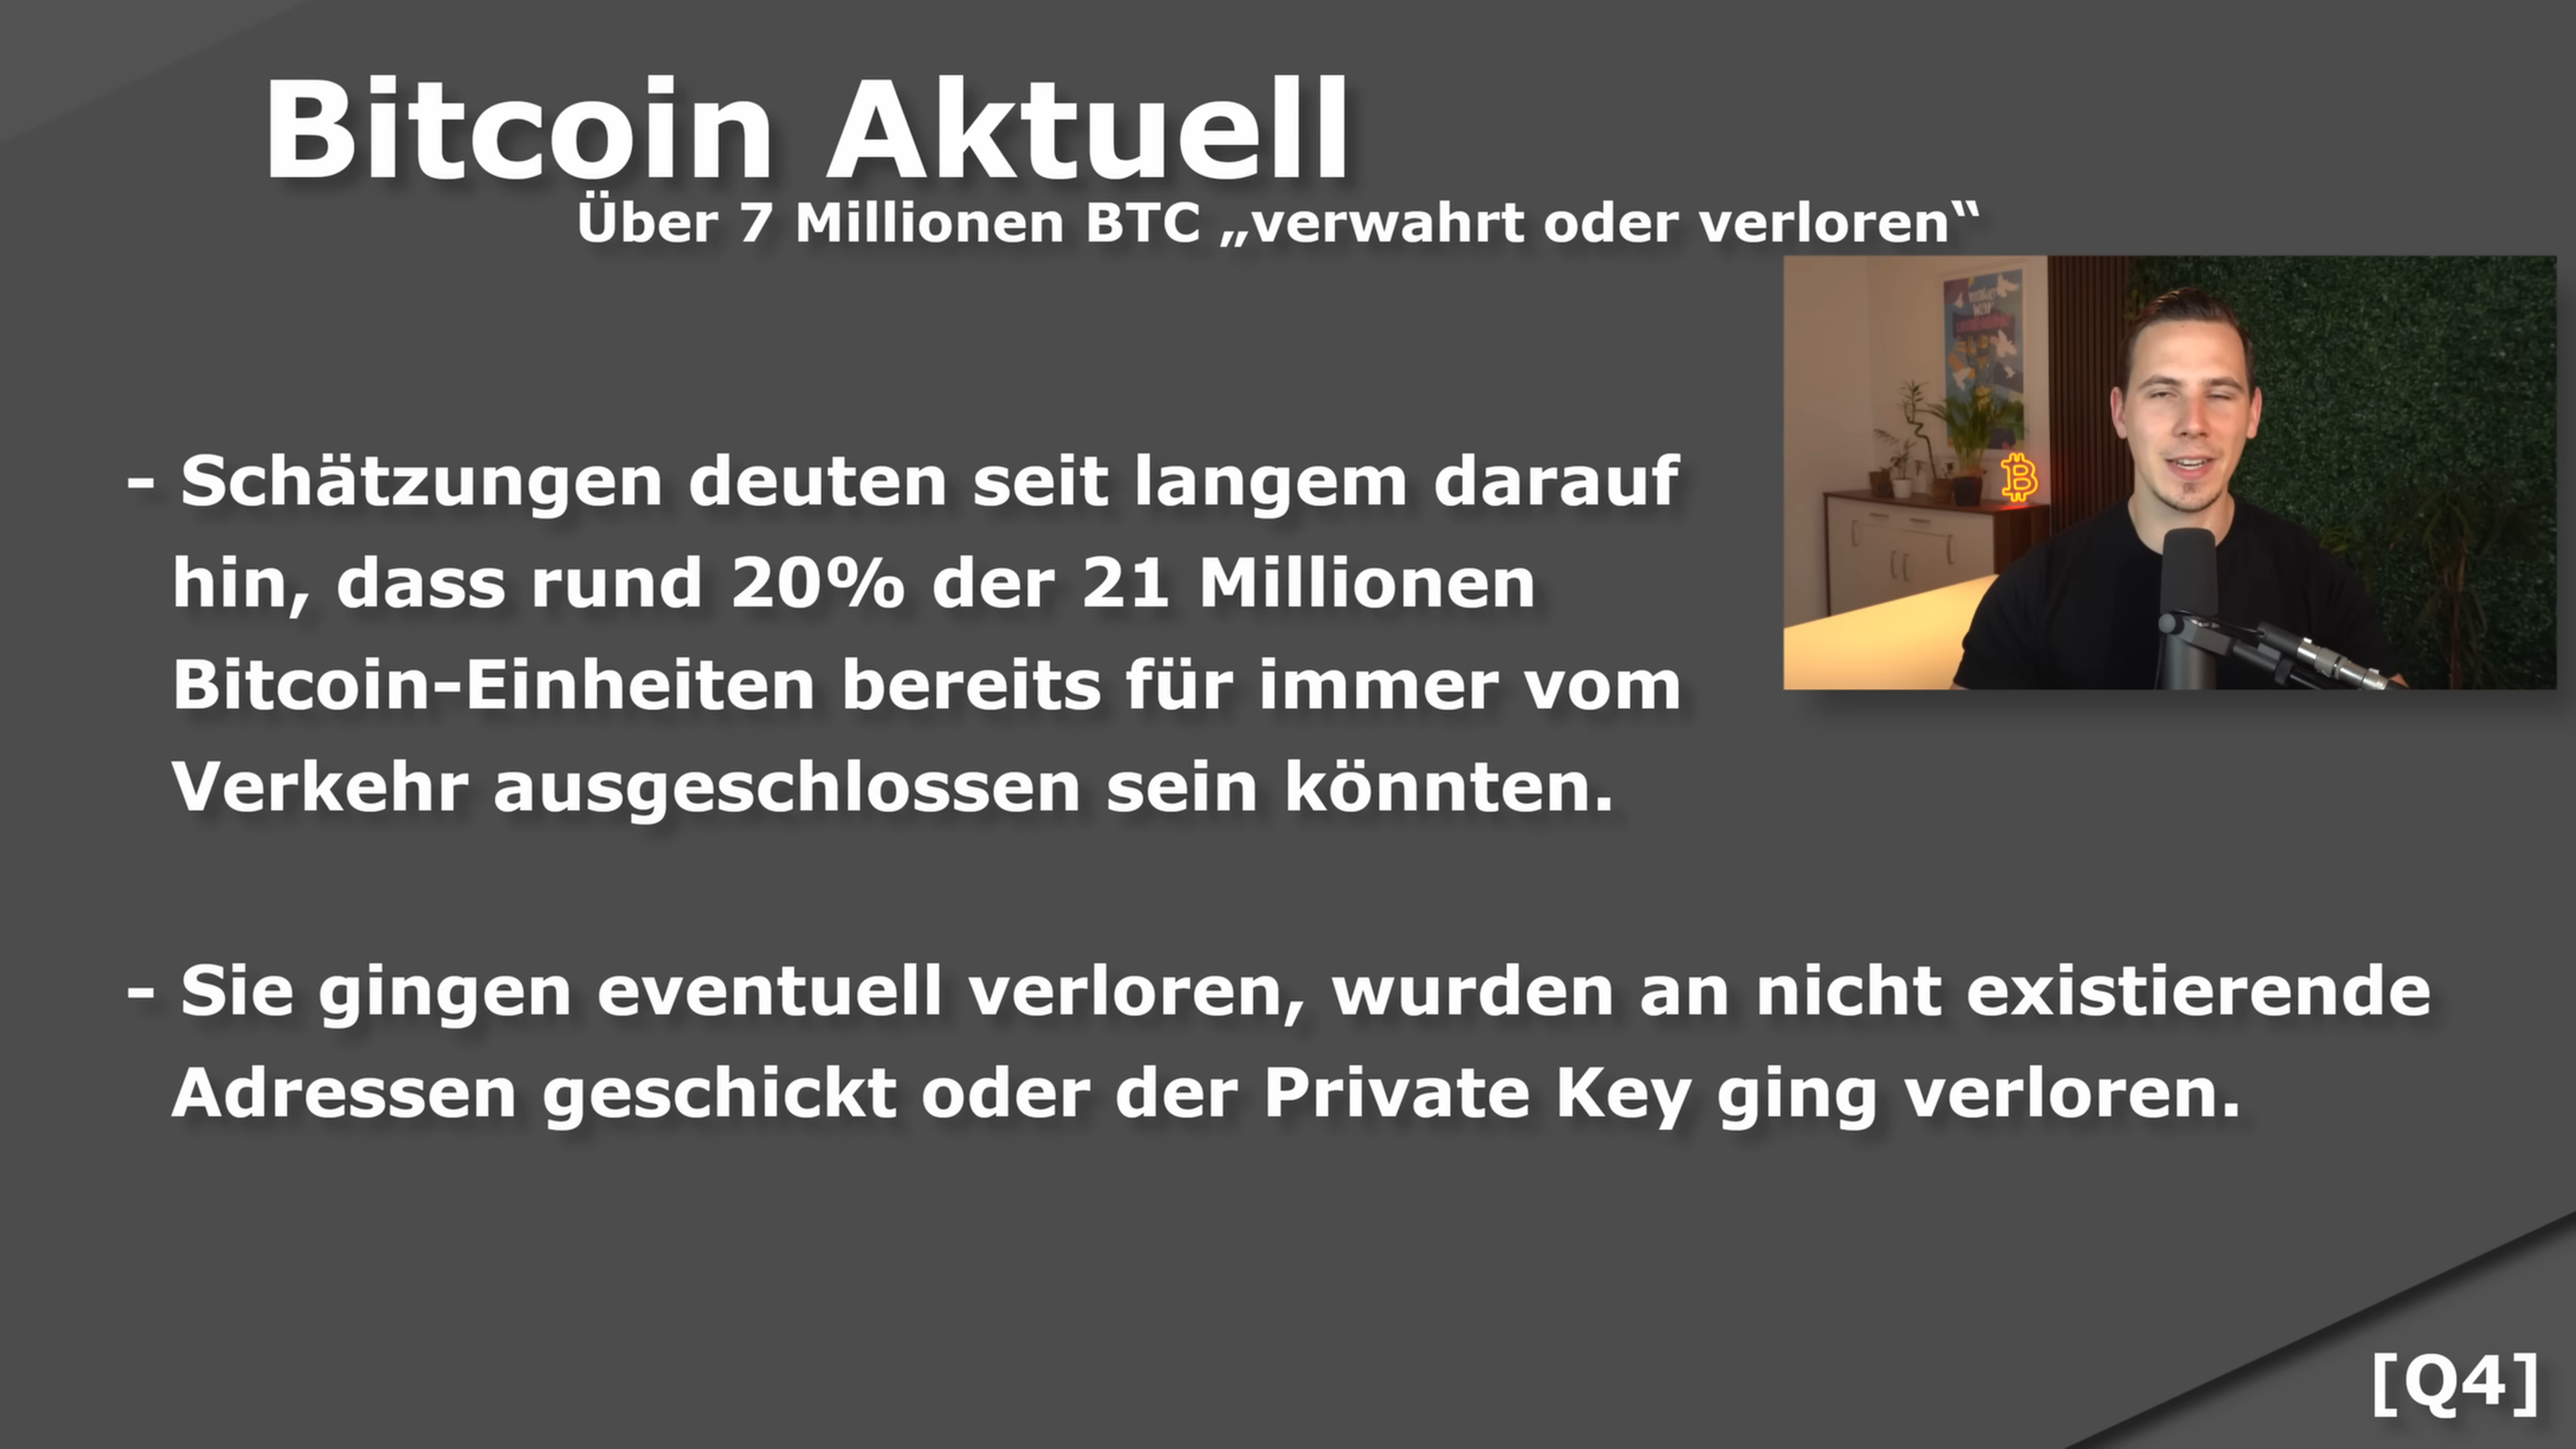 Bitcoin Aktuell
Über 7 Millionen BTC „verwahrt oder verloren“
- Schätzungen deuten seit langem darauf
hin, dass rund 20% der 21 Millionen
Bitcoin-Einheiten bereits für immer vom
Verkehr ausgeschlossen sein könnten.
- Sie gingen eventuell verloren, wurden an nicht existierende
Adressen geschickt oder der Private Key ging verloren.
[Q4]